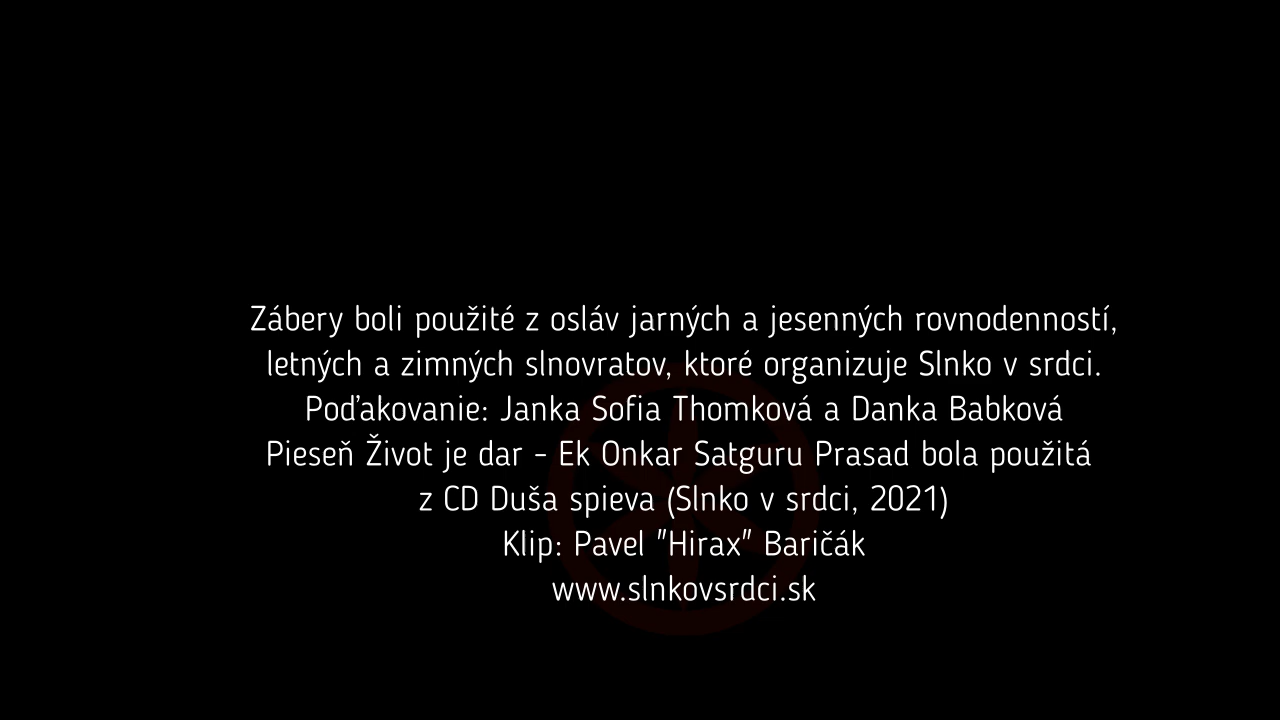 Zábery boli použité z osláv jarných a jesenných rovnodenností,
letných a zimných slnovratov, ktoré organizuje Slnko v srdci.
Poďakovanie: Janka Sofia Thomková a Danka Babková
Pieseň Život je dar - Ek Onkar Satguru Prasad bola použitá
z CD Duša spieva (Slnko v srdci, 2021)
Klip: Pavel "Hirax" Baričák
www.slnkovsrdci.sk